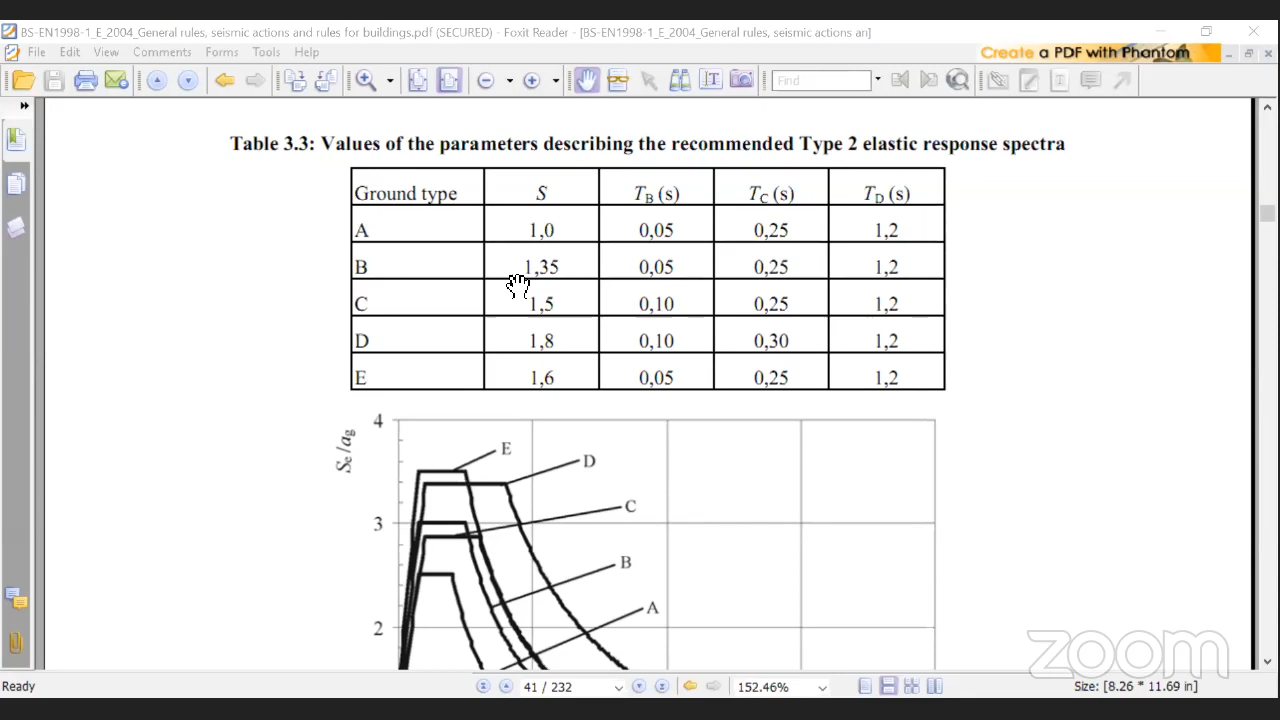 BS-EN1998-1_E_2004_General rules, seismic actions and rules for buildings.pdf (SECURED) - Foxit Reader - [BS-EN1998-1_E_2004_General rules, seismic actions an]
File Edit View Comments Forms Tools Help
Create a PDF with Phantom
Find
Table 3.3: Values of the parameters describing the recommended Type 2 elastic response spectra
Ground type S TB (s) TC (s) TD (s)
A 1,0 0,05 0,25 1,2
B 1,35 0,05 0,25 1,2
C 1,5 0,10 0,25 1,2
D 1,8 0,10 0,30 1,2
E 1,6 0,05 0,25 1,2
Se/ag
4
E
D
C
3
B
A
2
zoom
Ready 41 / 232 152.46% Size: [8.26 * 11.69 in]